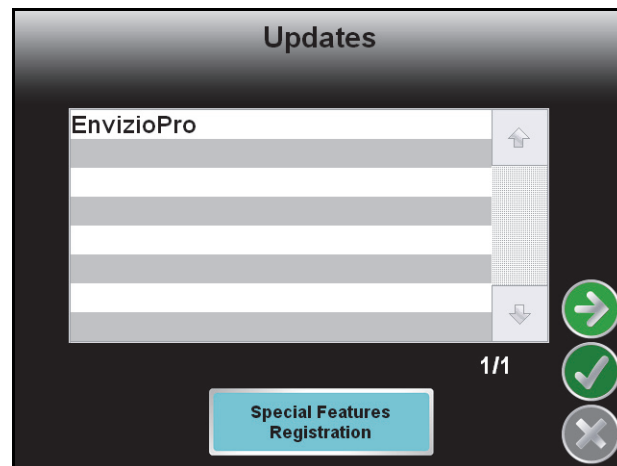 Updates
EnvizioPro
1/1
Special Features
Registration